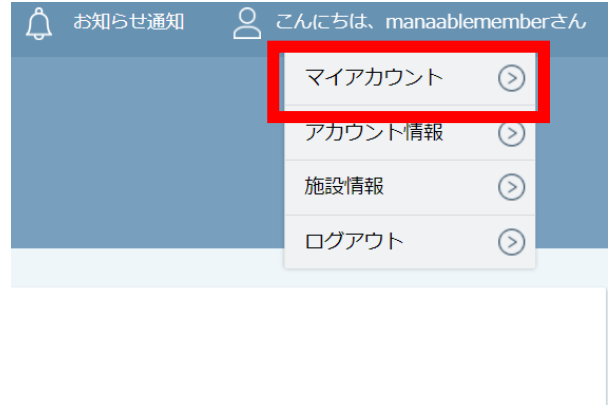 お知らせ通知 こんにちは、manaablememberさん
マイアカウント
アカウント情報
施設情報
ログアウト